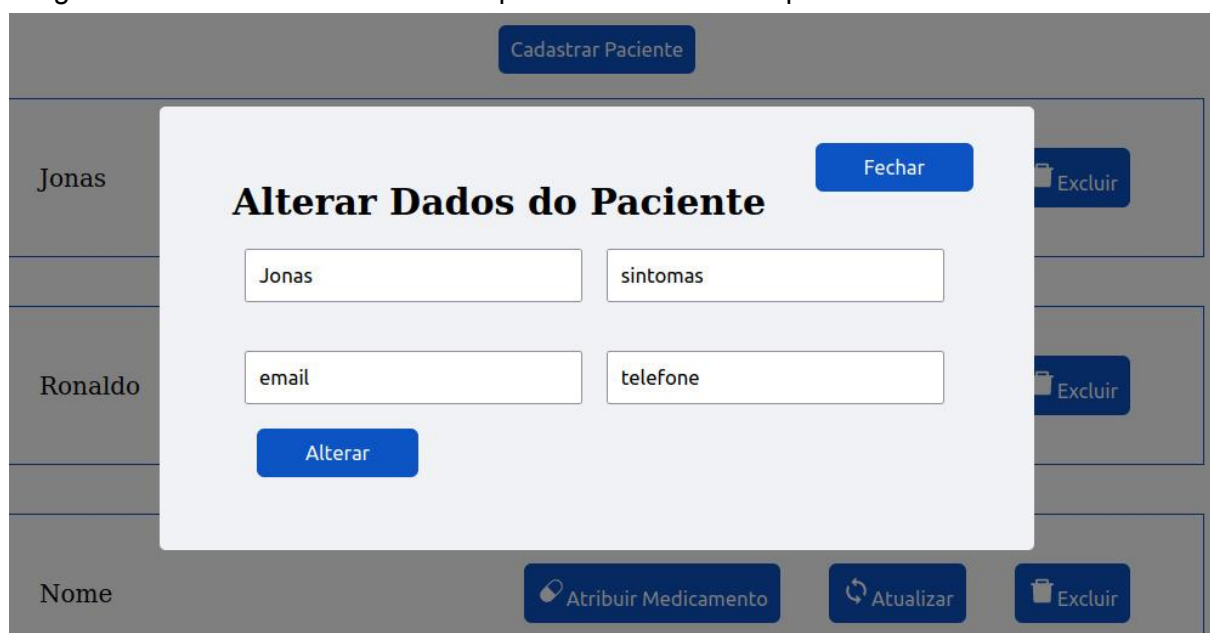 Cadastrar Paciente
Fechar
Jonas
Excluir
Alterar Dados do Paciente
Jonas
sintomas
email
telefone
Ronaldo
Excluir
Alterar
Nome
Atribuir Medicamento
Atualizar
Excluir